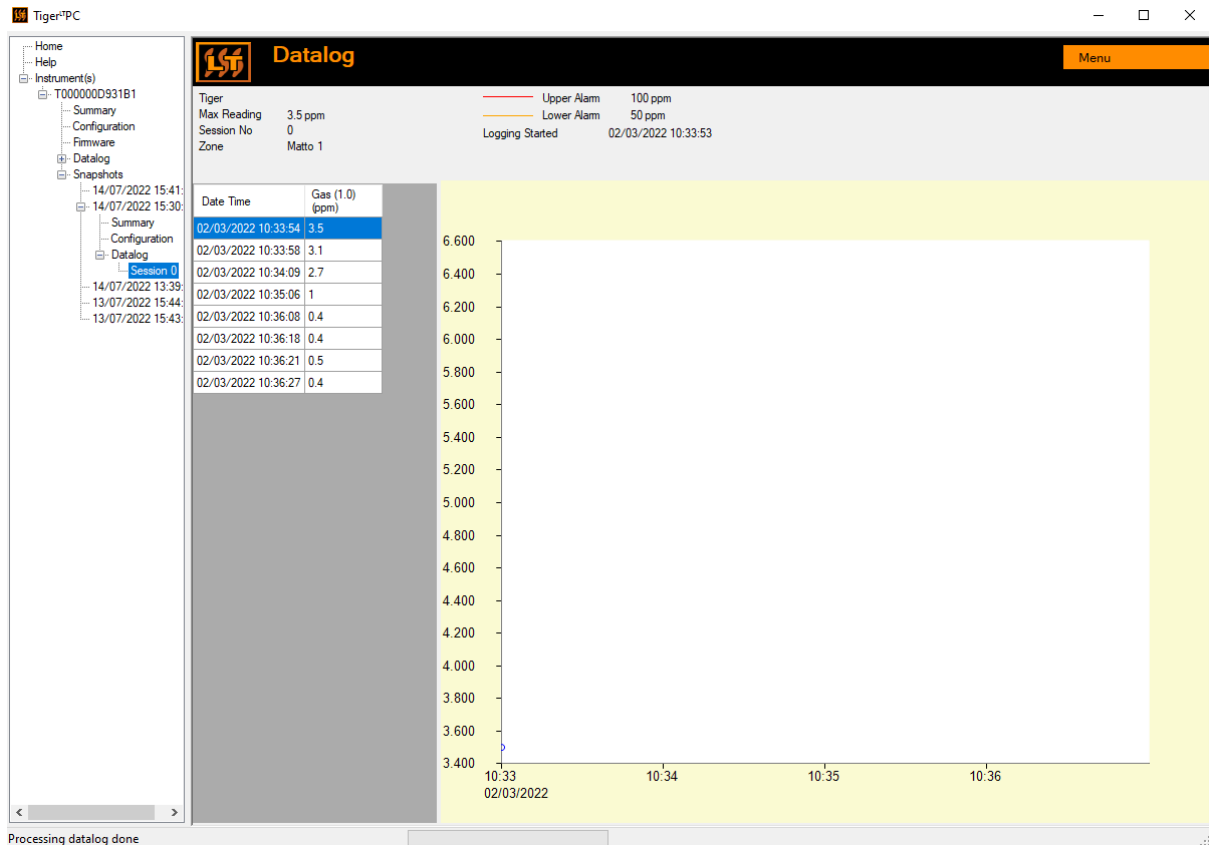 TigerLTPC
Home
Help
Instrument(s)
T000000D931B1
Summary
Configuration
Firmware
Datalog
Snapshots
14/07/2022 15:41:
14/07/2022 15:30:
Summary
Configuration
Datalog
Session 0
14/07/2022 13:39:
13/07/2022 15:44:
13/07/2022 15:43:
Datalog
Menu
Tiger
Max Reading 3.5 ppm
Session No 0
Zone Matto 1
Upper Alarm 100 ppm
Lower Alarm 50 ppm
Logging Started 02/03/2022 10:33:53
Date Time Gas (1.0) (ppm)
02/03/2022 10:33:54 3.5
02/03/2022 10:33:58 3.1
02/03/2022 10:34:09 2.7
02/03/2022 10:35:06 1
02/03/2022 10:36:08 0.4
02/03/2022 10:36:18 0.4
02/03/2022 10:36:21 0.5
02/03/2022 10:36:27 0.4
6.600
6.400
6.200
6.000
5.800
5.600
5.400
5.200
5.000
4.800
4.600
4.400
4.200
4.000
3.800
3.600
3.400
10:33 10:34 10:35 10:36
02/03/2022
Processing datalog done